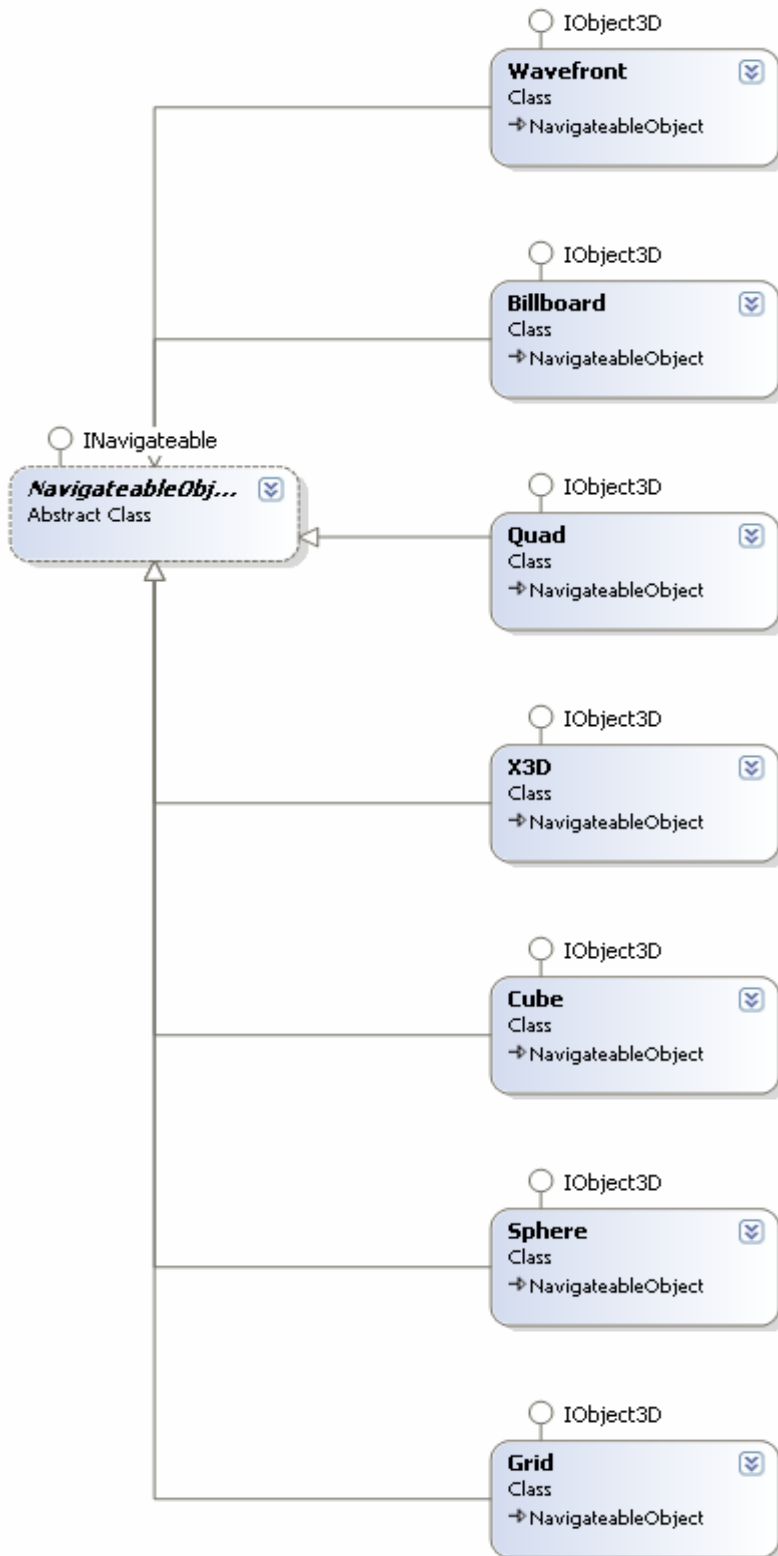 IObject3D
Wavefront
Class
NavigateableObject
IObject3D
Billboard
Class
NavigateableObject
INavigateable
NavigateableObj...
Abstract Class
IObject3D
Quad
Class
NavigateableObject
IObject3D
X3D
Class
NavigateableObject
IObject3D
Cube
Class
NavigateableObject
IObject3D
Sphere
Class
NavigateableObject
IObject3D
Grid
Class
NavigateableObject